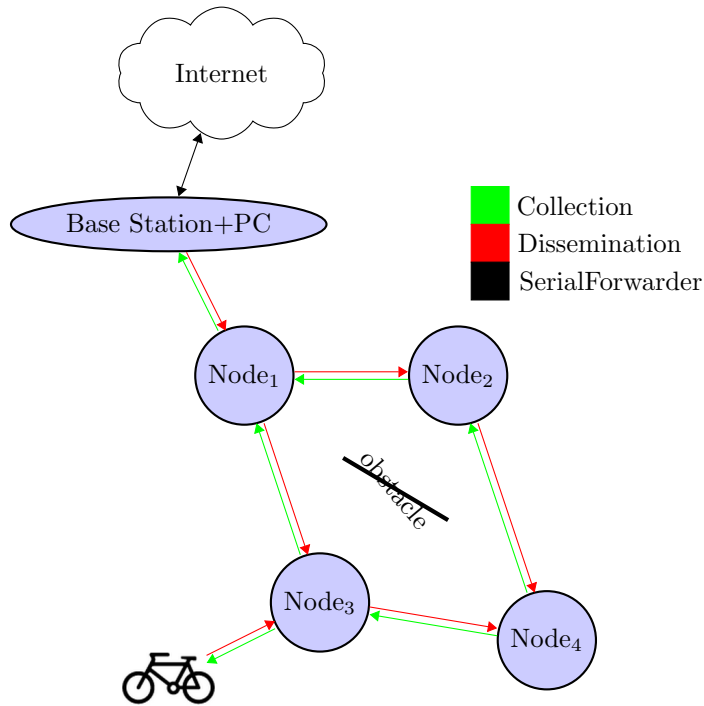 Internet
Base Station+PC
Collection
Dissemination
SerialForwarder
Node₁
Node₂
obstacle
Node₃
Node₄